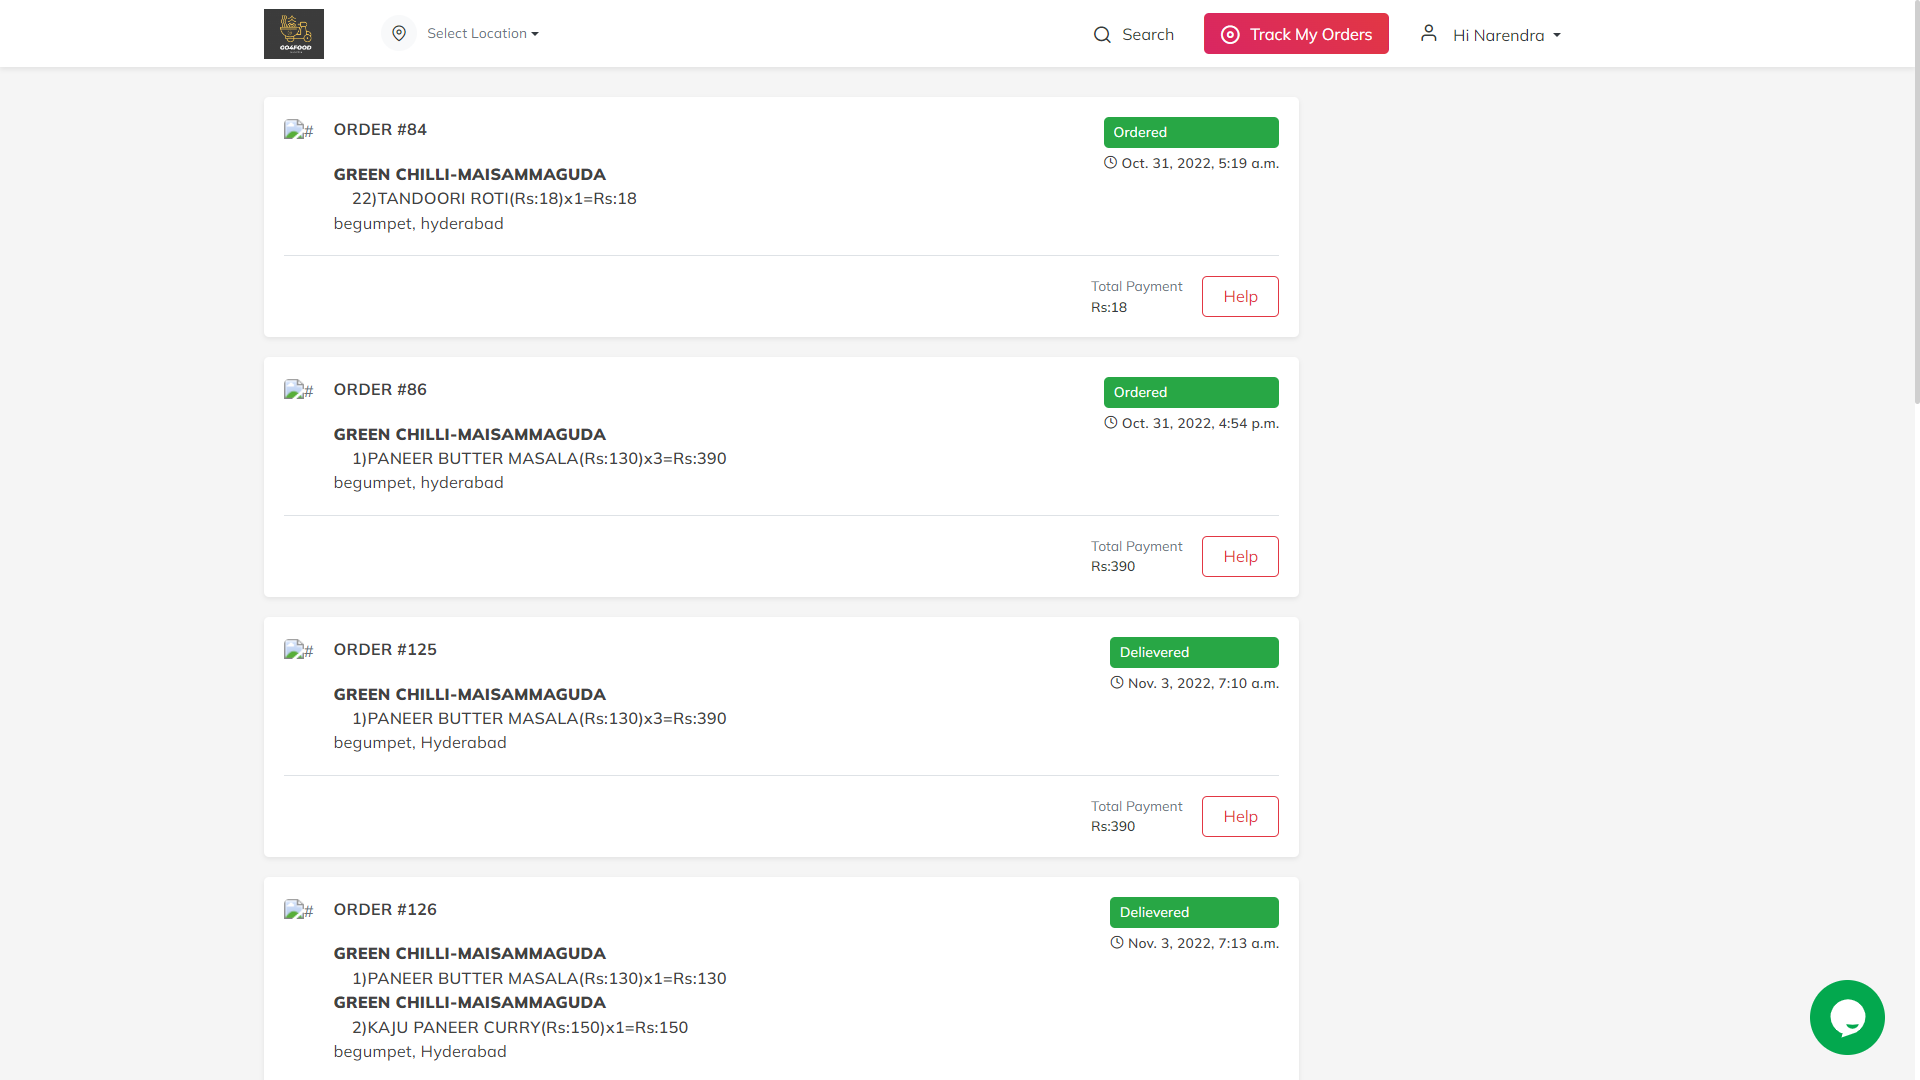 GO4FOOD
Select Location
Search
Track My Orders
Hi Narendra
#
ORDER #84
Ordered
Oct. 31, 2022, 5:19 a.m.
GREEN CHILLI-MAISAMMAGUDA
22)TANDOORI ROTI(Rs:18)x1=Rs:18
begumpet, hyderabad
Total Payment
Rs:18
Help
#
ORDER #86
Ordered
Oct. 31, 2022, 4:54 p.m.
GREEN CHILLI-MAISAMMAGUDA
1)PANEER BUTTER MASALA(Rs:130)x3=Rs:390
begumpet, hyderabad
Total Payment
Rs:390
Help
#
ORDER #125
Delievered
Nov. 3, 2022, 7:10 a.m.
GREEN CHILLI-MAISAMMAGUDA
1)PANEER BUTTER MASALA(Rs:130)x3=Rs:390
begumpet, Hyderabad
Total Payment
Rs:390
Help
#
ORDER #126
Delievered
Nov. 3, 2022, 7:13 a.m.
GREEN CHILLI-MAISAMMAGUDA
1)PANEER BUTTER MASALA(Rs:130)x1=Rs:130
GREEN CHILLI-MAISAMMAGUDA
2)KAJU PANEER CURRY(Rs:150)x1=Rs:150
begumpet, Hyderabad